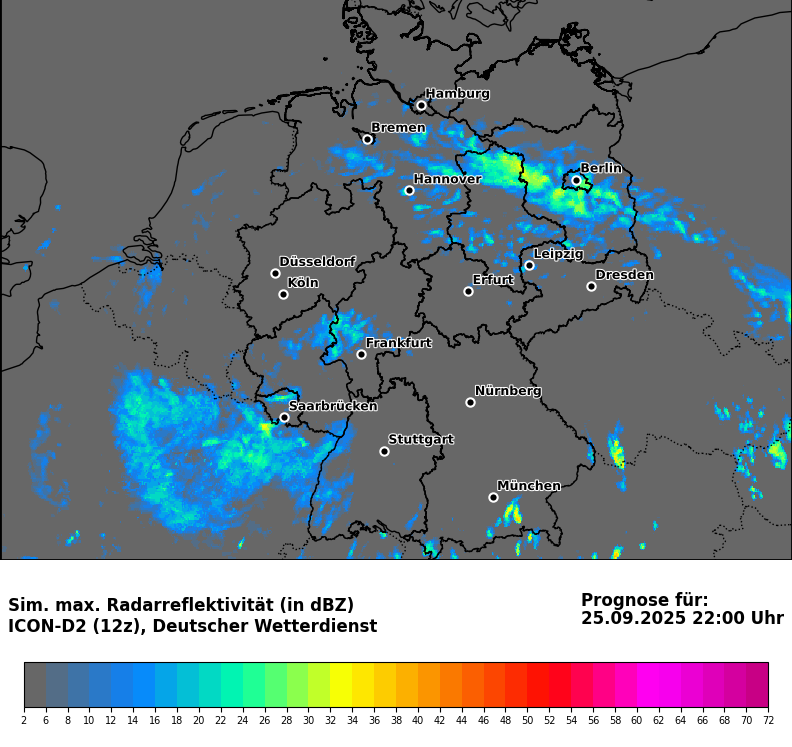 Hamburg
Bremen
Berlin
Hannover
Leipzig
Düsseldorf
Dresden
Köln
Erfurt
Frankfurt
Nürnberg
Saarbrücken
Stuttgart
München
Sim. max. Radarreflektivität (in dBZ)
ICON-D2 (12z), Deutscher Wetterdienst
Prognose für:
25.09.2025 22:00 Uhr
2 6 8 10 12 14 16 18 20 22 24 26 28 30 32 34 36 38 40 42 44 46 48 50 52 54 56 58 60 62 64 66 68 70 72